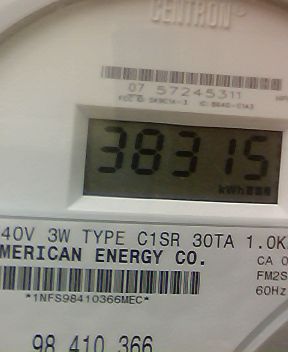 CENTRON®
07 57245311
38315
kWh
40V 3W TYPE C1SR 30TA 1.0K
MERICAN ENERGY CO.
CA 0
FM2S
60Hz
*1NFS98410366MEC*
98 410 366